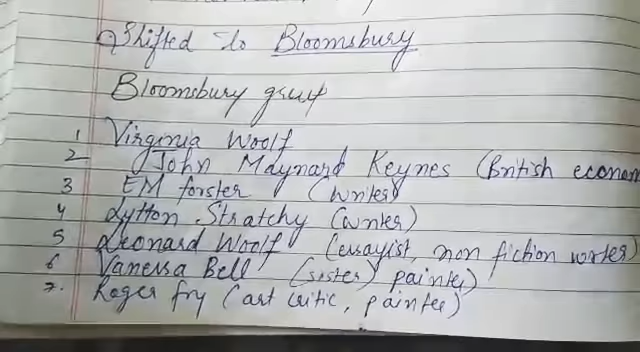 Shifted to Bloomsbury
Bloomsbury group
1 Virginia Woolf
2 John Maynard Keynes (British econom
3 EM forster (writer)
4 Lytton Stratchy (writer)
5 Leonard Woolf (essayist, non fiction writer)
6 Vanessa Bell (sister) painter)
7. Roger fry (art critic, painter)